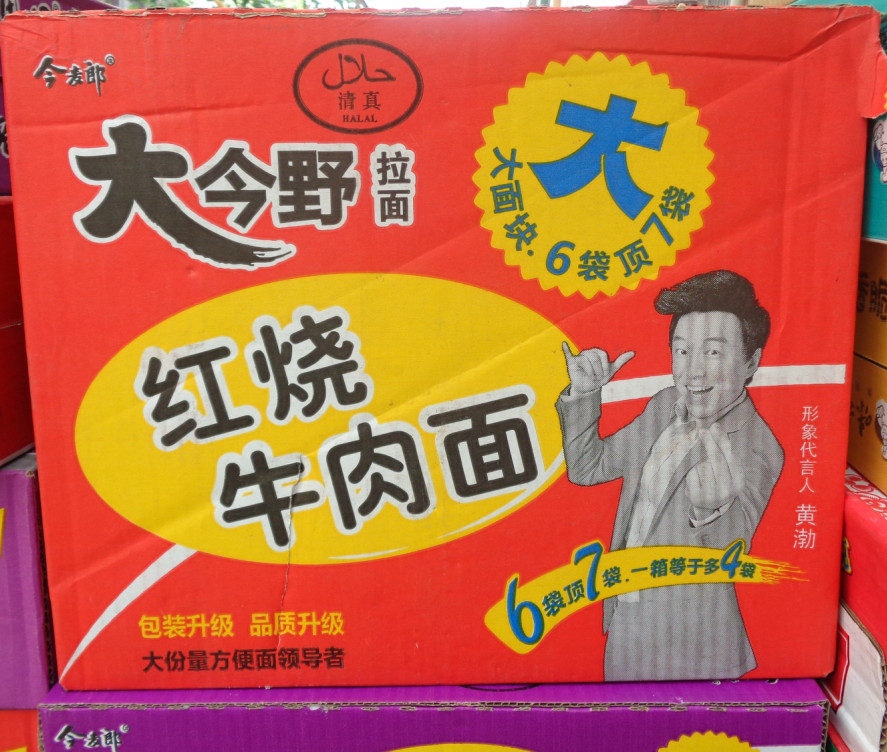 今麦郎®
حلال
清真
HALAL
大今野
拉面
大
大面块·6袋顶7袋
红烧
牛肉面
形象代言人 黄渤
6袋顶7袋.一箱等于多4袋
包装升级 品质升级
大份量方便面领导者
今麦郎®
香脆